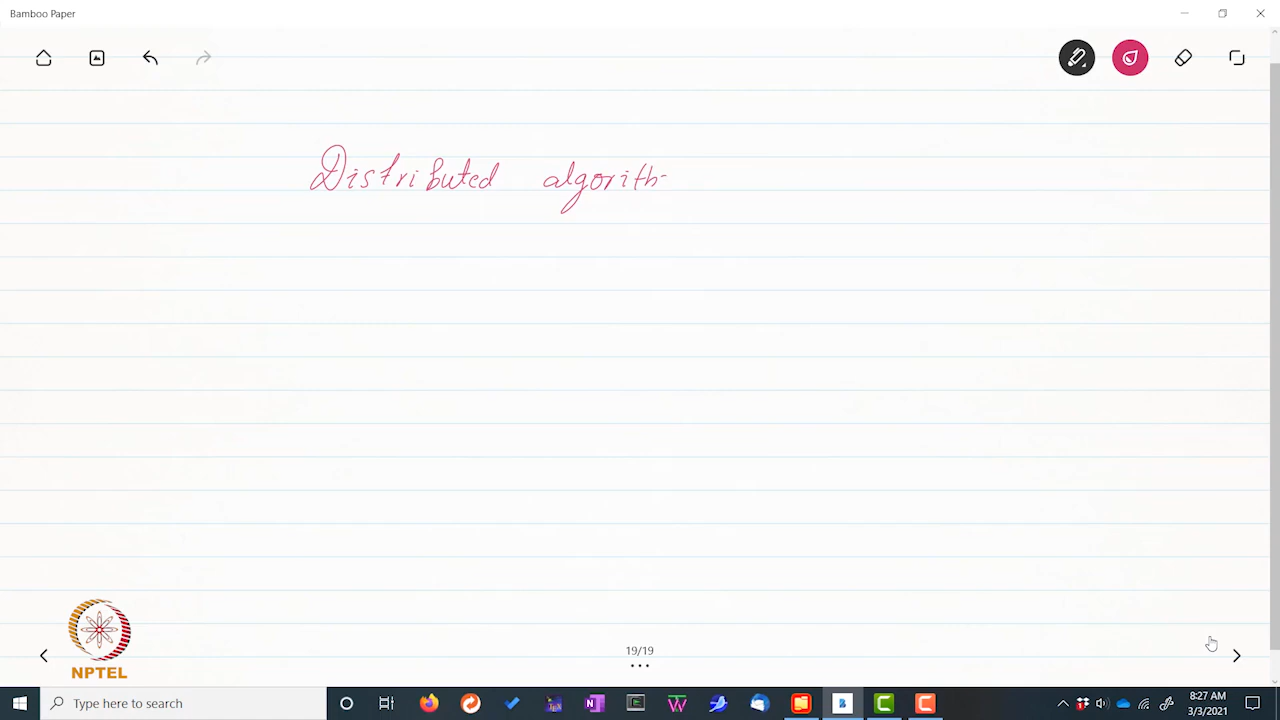 Bamboo Paper
Distributed algorith
19/19
NPTEL
Type here to search
8:27 AM
3/3/2021